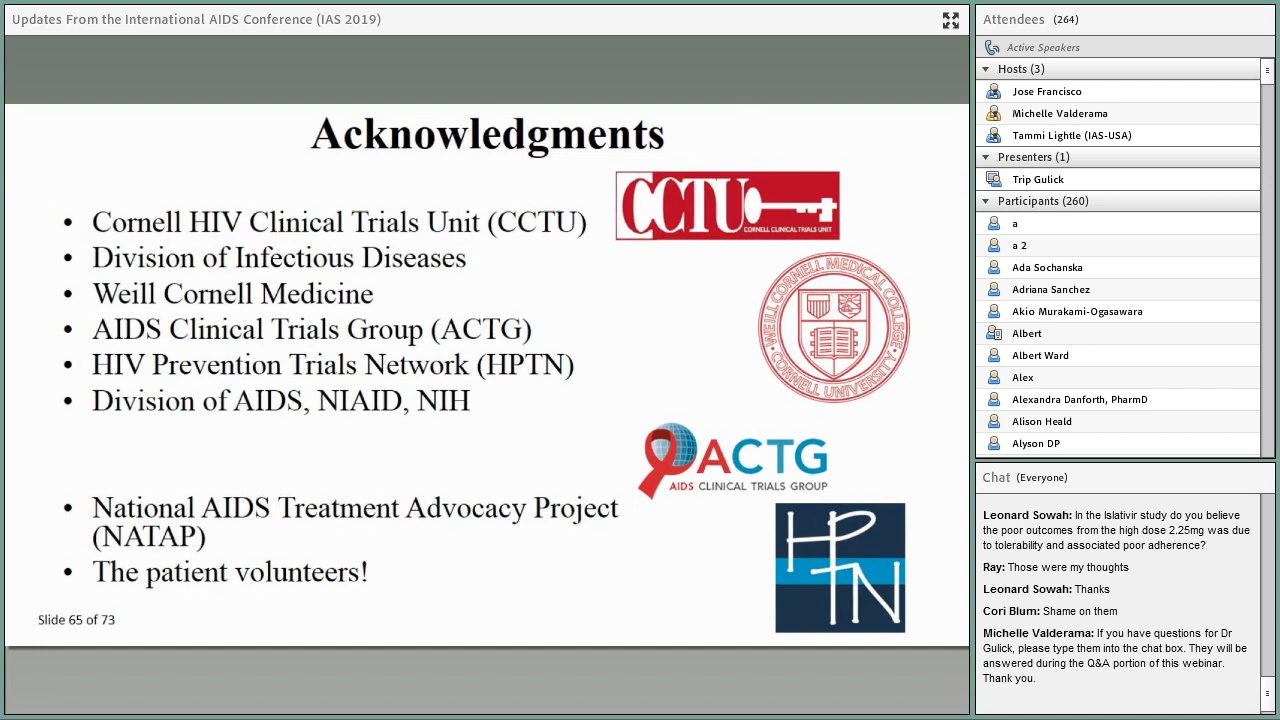 Updates From the International AIDS Conference (IAS 2019)
Acknowledgments
• Cornell HIV Clinical Trials Unit (CCTU)
• Division of Infectious Diseases
• Weill Cornell Medicine
• AIDS Clinical Trials Group (ACTG)
• HIV Prevention Trials Network (HPTN)
• Division of AIDS, NIAID, NIH
• National AIDS Treatment Advocacy Project
(NATAP)
• The patient volunteers!
Slide 65 of 73
CCTU
CORNELL CLINICAL TRIALS UNIT
WEILL CORNELL MEDICAL COLLEGE
CORNELL UNIVERSITY
ACTG
AIDS CLINICAL TRIALS GROUP
HPTN
Attendees (264)
Active Speakers
Hosts (3)
Jose Francisco
Michelle Valderama
Tammi Lightle (IAS-USA)
Presenters (1)
Trip Gulick
Participants (260)
a
a 2
Ada Sochanska
Adriana Sanchez
Akio Murakami-Ogasawara
Albert
Albert Ward
Alex
Alexandra Danforth, PharmD
Alison Heald
Alyson DP
Chat (Everyone)
Leonard Sowah: In the Islativir study do you believe
the poor outcomes from the high dose 2.25mg was due
to tolerability and associated poor adherence?
Ray: Those were my thoughts
Leonard Sowah: Thanks
Cori Blum: Shame on them
Michelle Valderama: If you have questions for Dr
Gulick, please type them into the chat box. They will be
answered during the Q&A portion of this webinar.
Thank you.